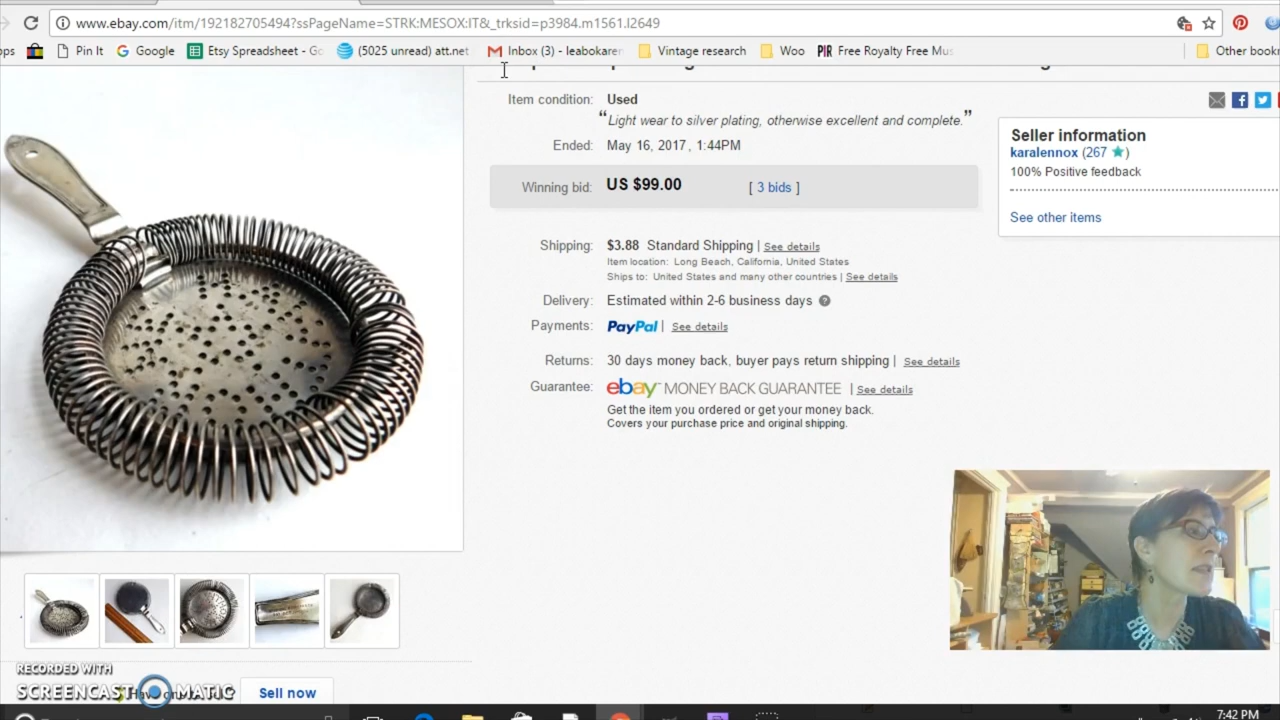 www.ebay.com/itm/192182705494?ssPageName=STRK:MESOX:IT&_trksid=p3984.m1561.l2649
Pin It Google Etsy Spreadsheet - Go (5025 unread) att.net Inbox (3) - leabokaren Vintage research Woo PIR Free Royalty Free Mus Other book
Item condition: Used
“Light wear to silver plating, otherwise excellent and complete.”
Ended: May 16, 2017, 1:44PM
Winning bid: US $99.00 [ 3 bids ]
Shipping: $3.88 Standard Shipping | See details
Item location: Long Beach, California, United States
Ships to: United States and many other countries | See details
Delivery: Estimated within 2-6 business days ?
Payments: PayPal | See details
Returns: 30 days money back, buyer pays return shipping | See details
Guarantee: ebay MONEY BACK GUARANTEE | See details
Get the item you ordered or get your money back.
Covers your purchase price and original shipping.
Seller information
karalennox (267 ★)
100% Positive feedback
See other items
RECORDED WITH
SCREENCAST MATIC
Sell now
7:42 PM